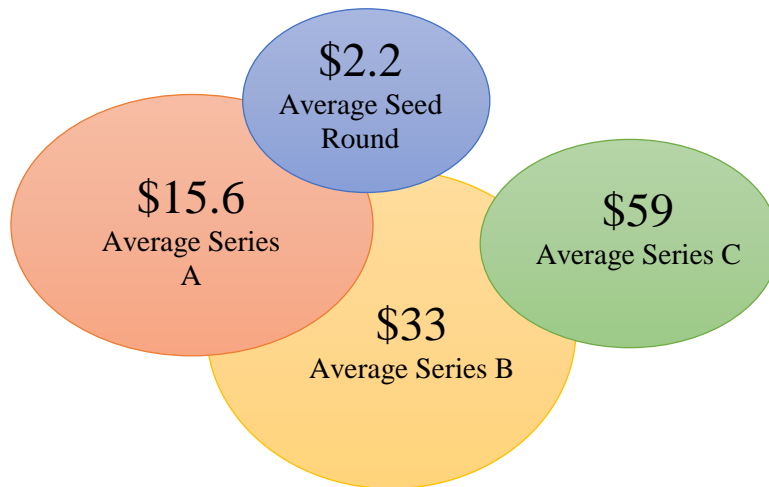 $2.2
Average Seed
Round
$15.6
Average Series
A
$59
Average Series C
$33
Average Series B